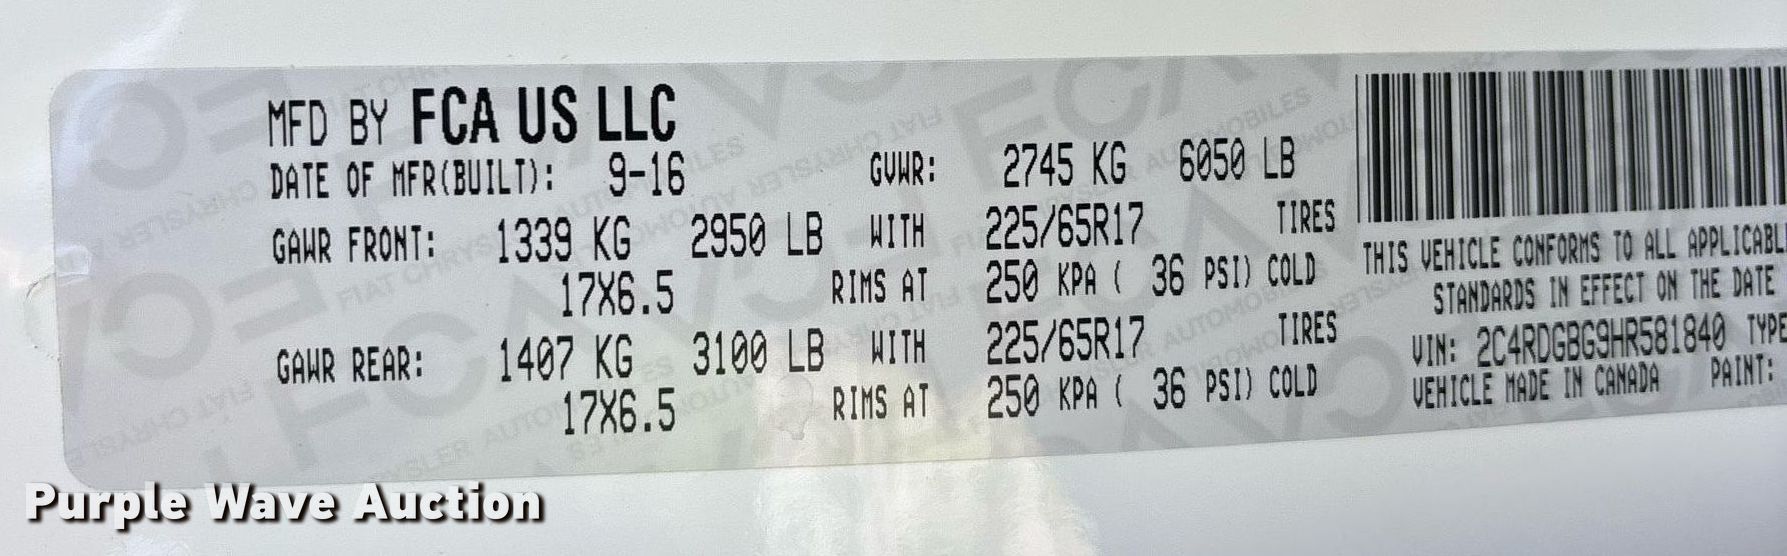 MFD BY FCA US LLC
DATE OF MFR(BUILT): 9-16 GVWR: 2745 KG 6050 LB
GAWR FRONT: 1339 KG 2950 LB WITH 225/65R17 TIRES
17X6.5 RIMS AT 250 KPA ( 36 PSI) COLD
GAWR REAR: 1407 KG 3100 LB WITH 225/65R17 TIRES
17X6.5 RIMS AT 250 KPA ( 36 PSI) COLD
THIS VEHICLE CONFORMS TO ALL APPLICABL
STANDARDS IN EFFECT ON THE DATE
VIN: 2C4RDGBG9HR581840 TYPE
VEHICLE MADE IN CANADA PAINT:
Purple Wave Auction